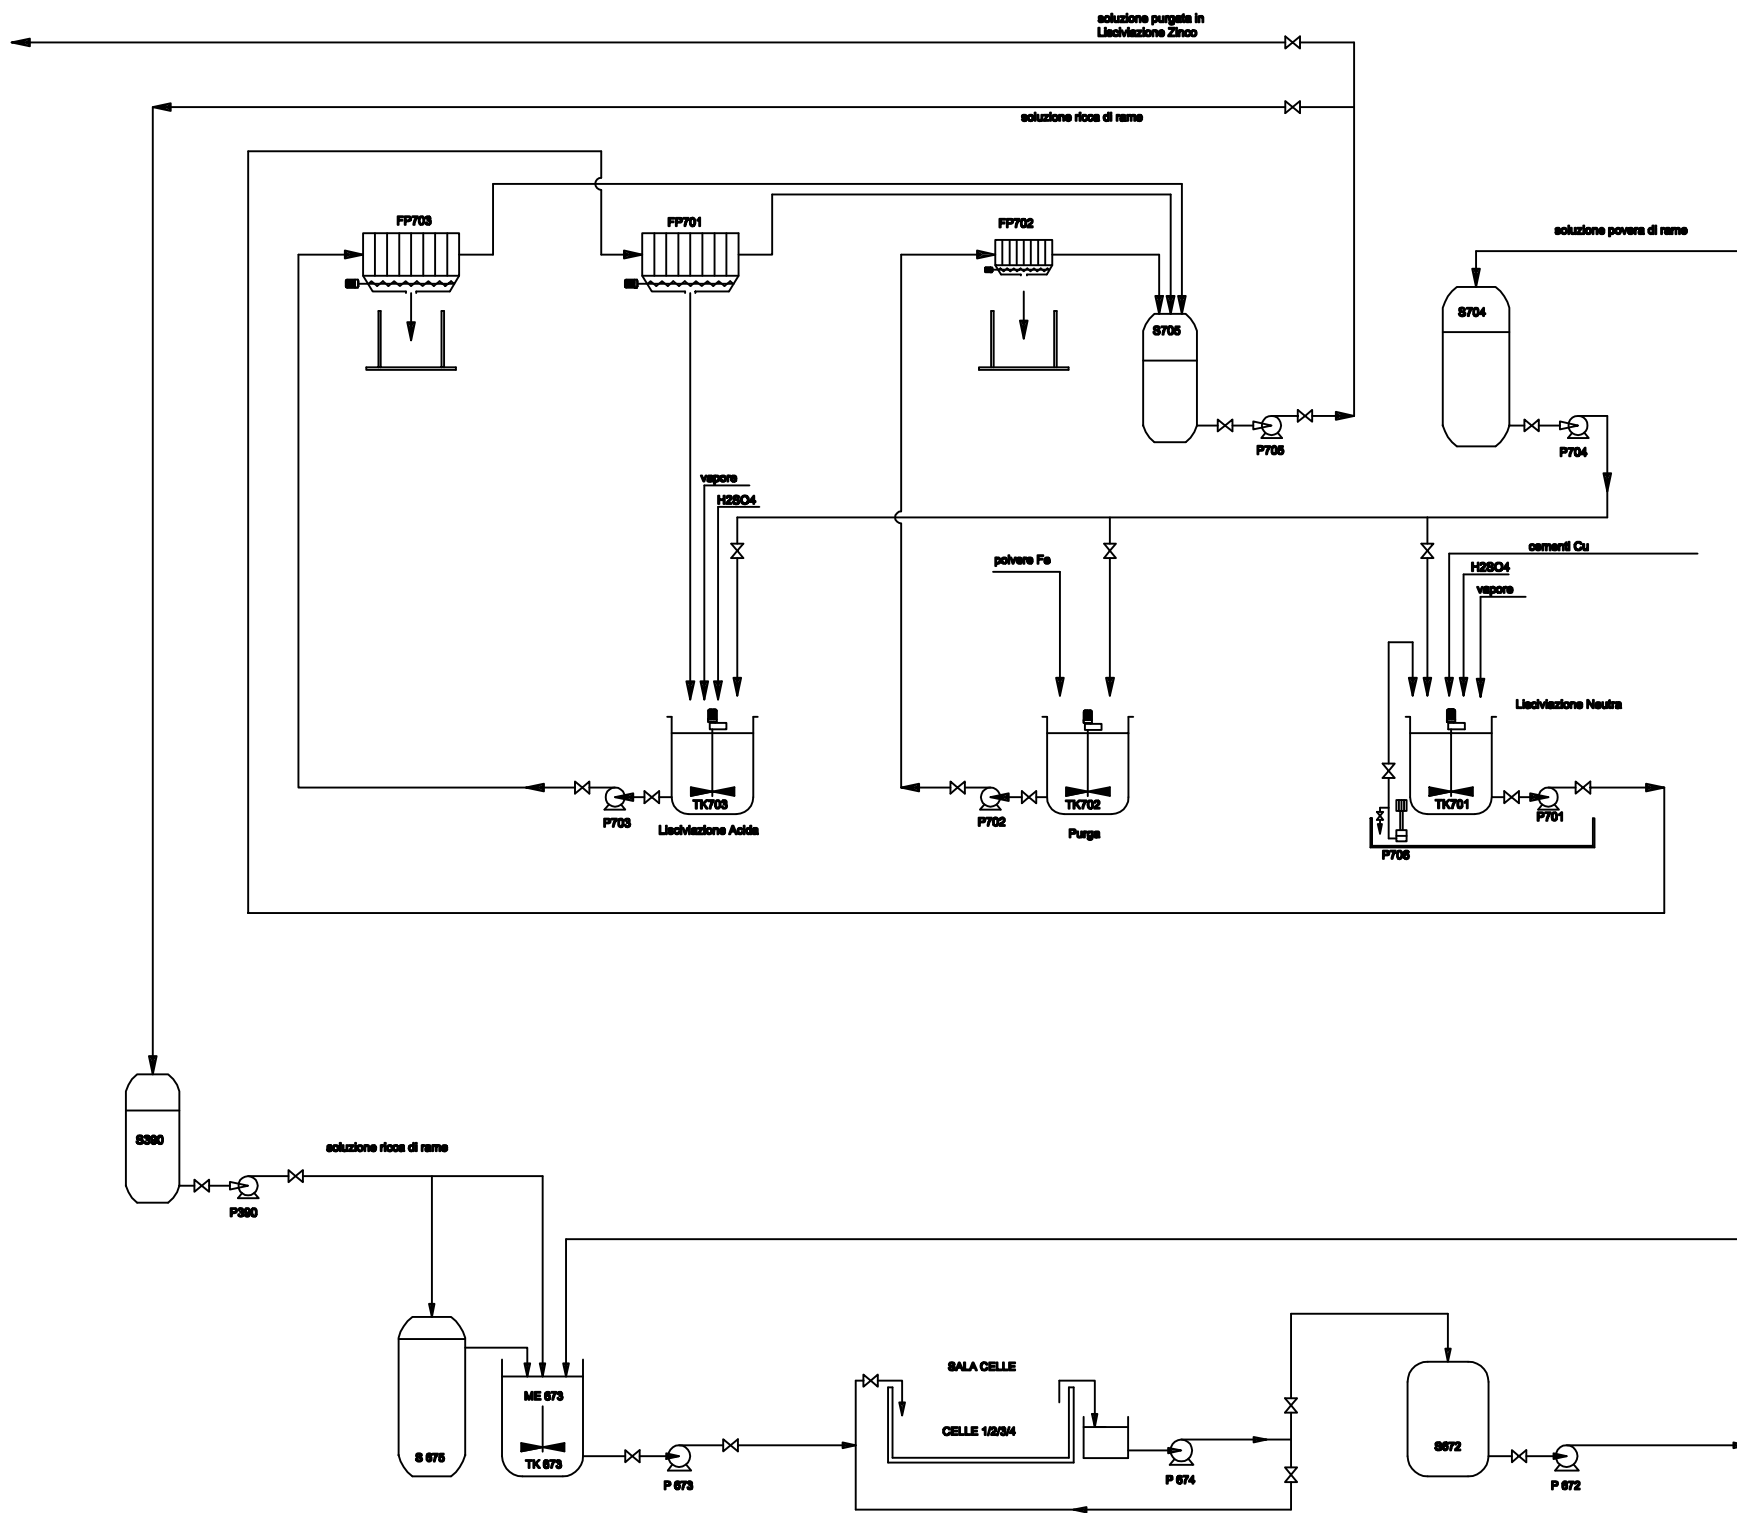 soluzione purgata in
Lisciviazione Zinco
soluzione ricca di rame
FP703
FP701
FP702
soluzione povera di rame
S705
S704
P705
P704
vapore
H2SO4
polvere Fe
cementi Cu
H2SO4
vapore
Lisciviazione Neutra
TK703
TK702
TK701
P703
Lisciviazione Acida
P702
Purga
P701
P706
S390
soluzione ricca di rame
P390
SALA CELLE
ME 673
CELLE 1/2/3/4
S 675
TK 673
S672
P 673
P 674
P 672